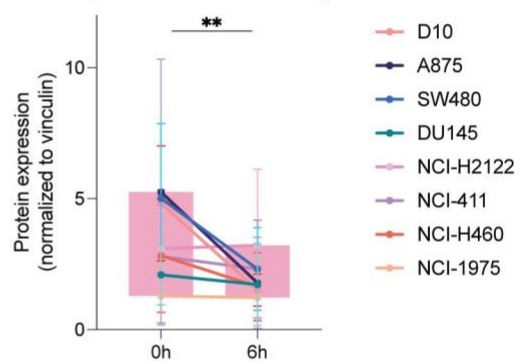 **
10
5
0
Protein expression
(normalized to vinculin)
0h
6h
D10
A875
SW480
DU145
NCI-H2122
NCI-411
NCI-H460
NCI-1975